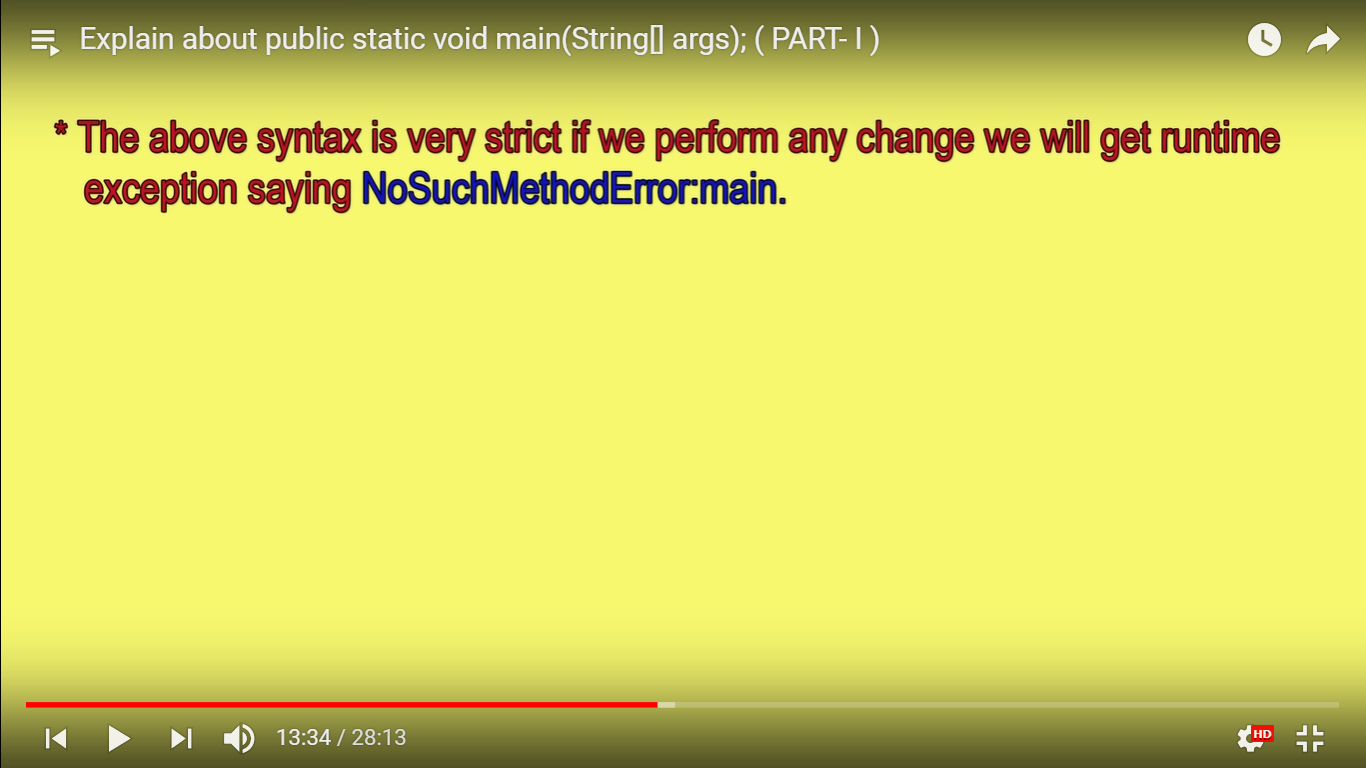 Explain about public static void main(String[] args); ( PART- I )
* The above syntax is very strict if we perform any change we will get runtime
exception saying NoSuchMethodError:main.
13:34 / 28:13
HD